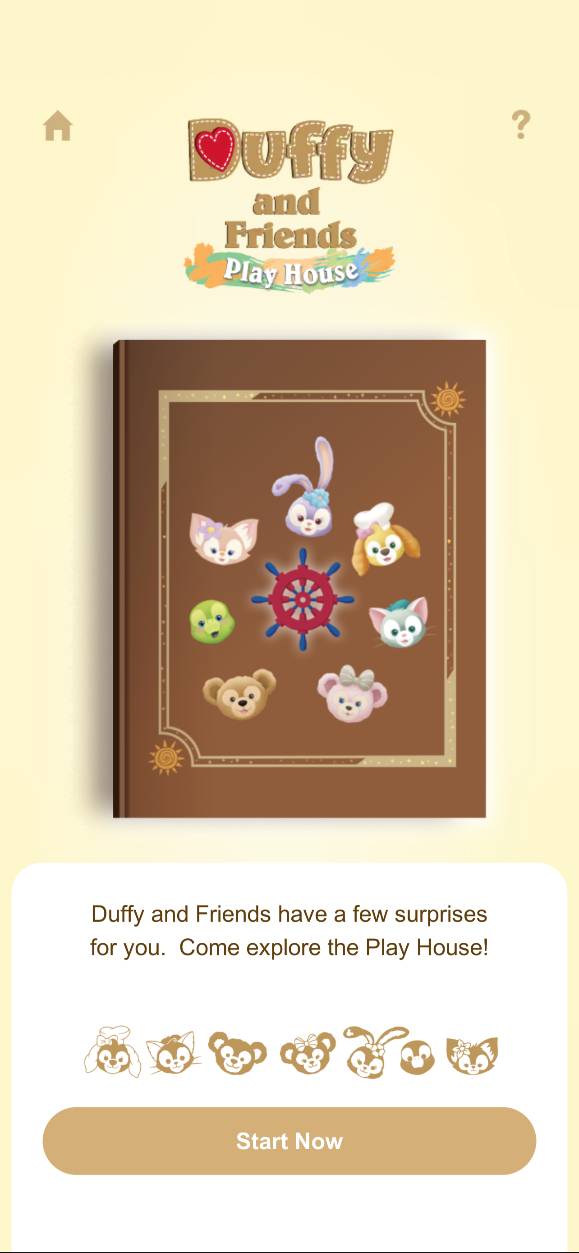 Duffy
and
Friends
Play House
Duffy and Friends have a few surprises
for you.  Come explore the Play House!
Start Now